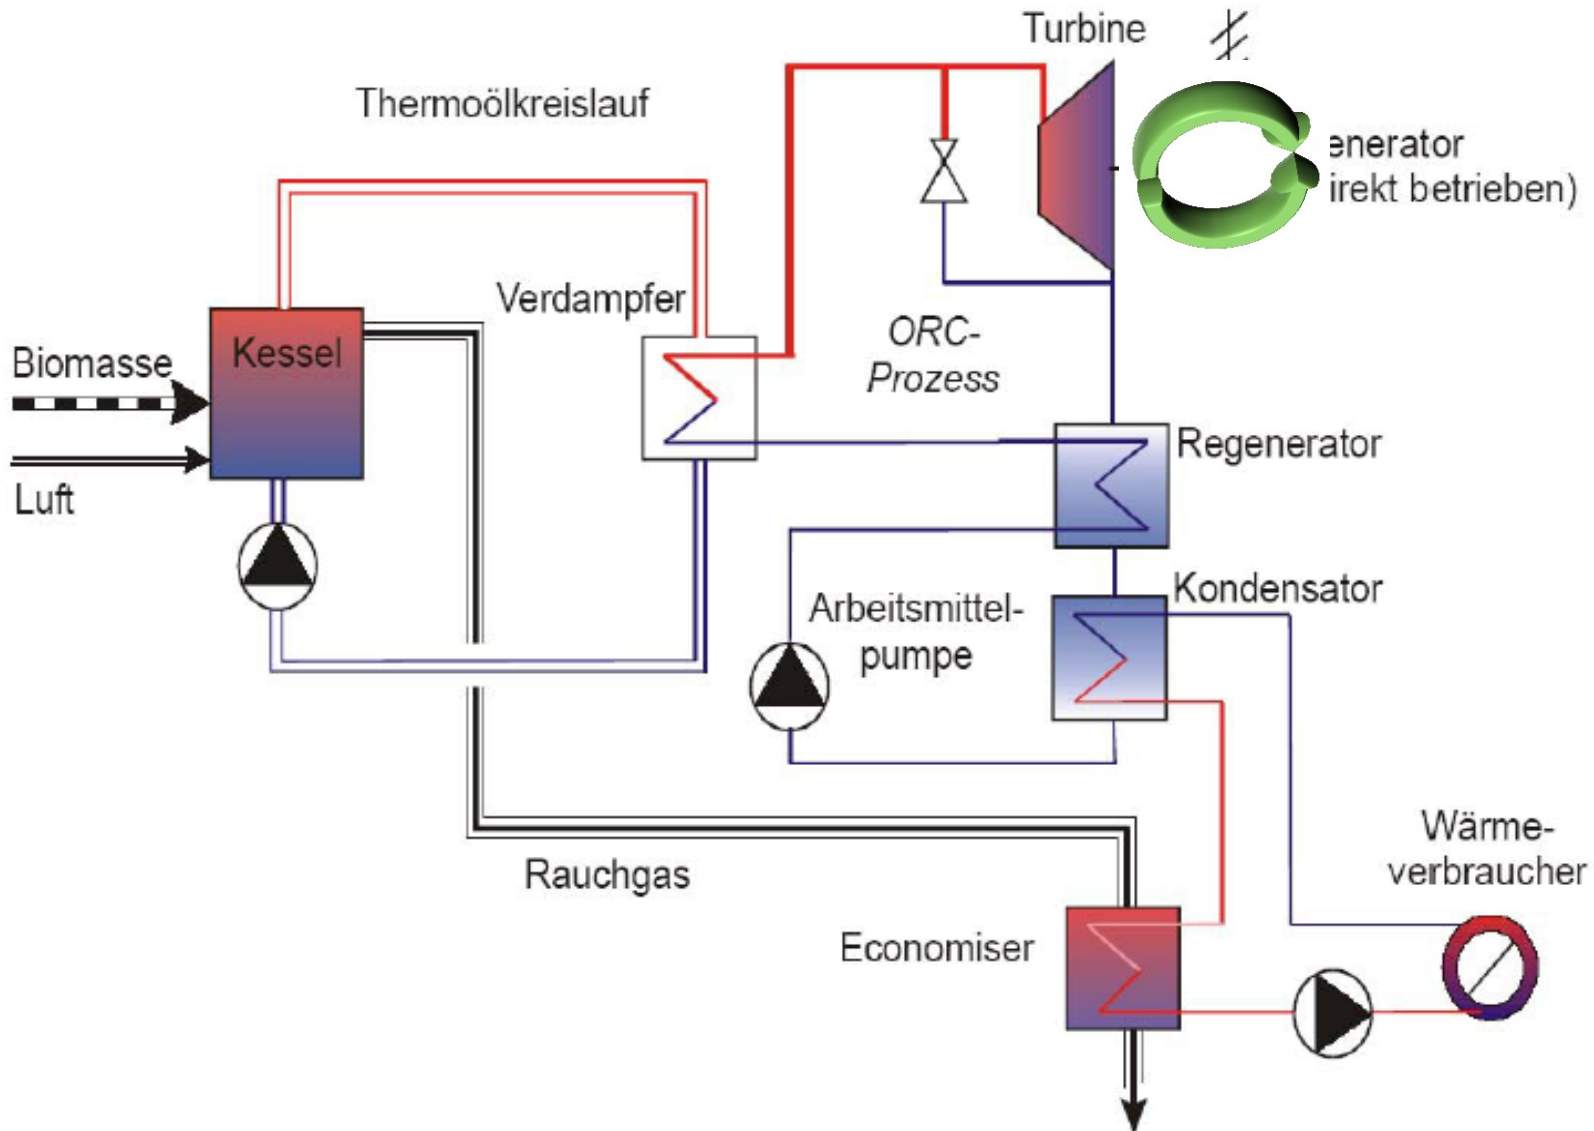 Turbine
Thermoölkreislauf
enerator
irekt betrieben)
Verdampfer
ORC-
Prozess
Kessel
Biomasse
Luft
Regenerator
Kondensator
Arbeitsmittel-
pumpe
Wärme-
verbraucher
Rauchgas
Economiser